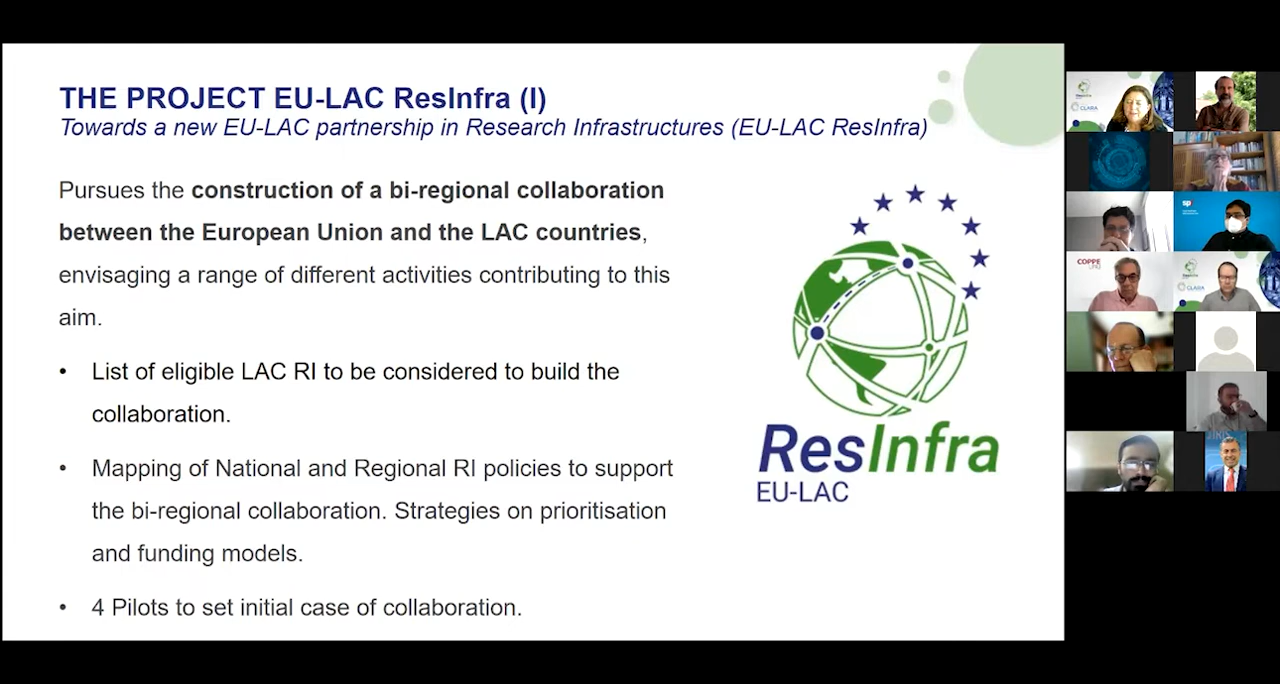 THE PROJECT EU-LAC ResInfra (I)
Towards a new EU-LAC partnership in Research Infrastructures (EU-LAC ResInfra)
Pursues the construction of a bi-regional collaboration
between the European Union and the LAC countries,
envisaging a range of different activities contributing to this
aim.
• List of eligible LAC RI to be considered to build the
collaboration.
• Mapping of National and Regional RI policies to support
the bi-regional collaboration. Strategies on prioritisation
and funding models.
• 4 Pilots to set initial case of collaboration.
ResInfra
EU-LAC
CLARA
sp
COPPE
UFRJ
CLARA